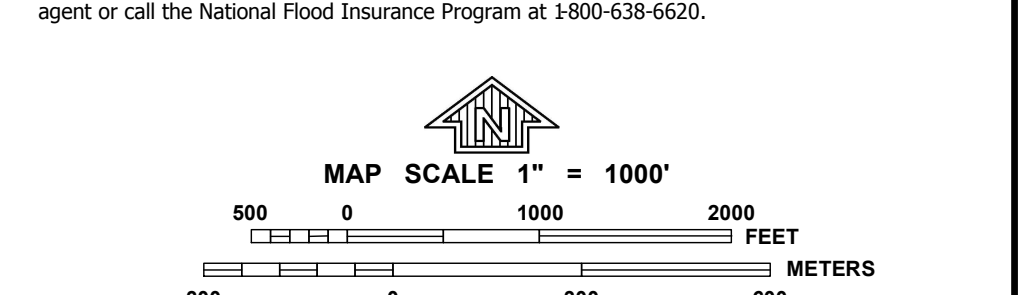 agent or call the National Flood Insurance Program at 1-800-638-6620.
N
MAP SCALE 1" = 1000'
500 0 1000 2000
FEET
METERS